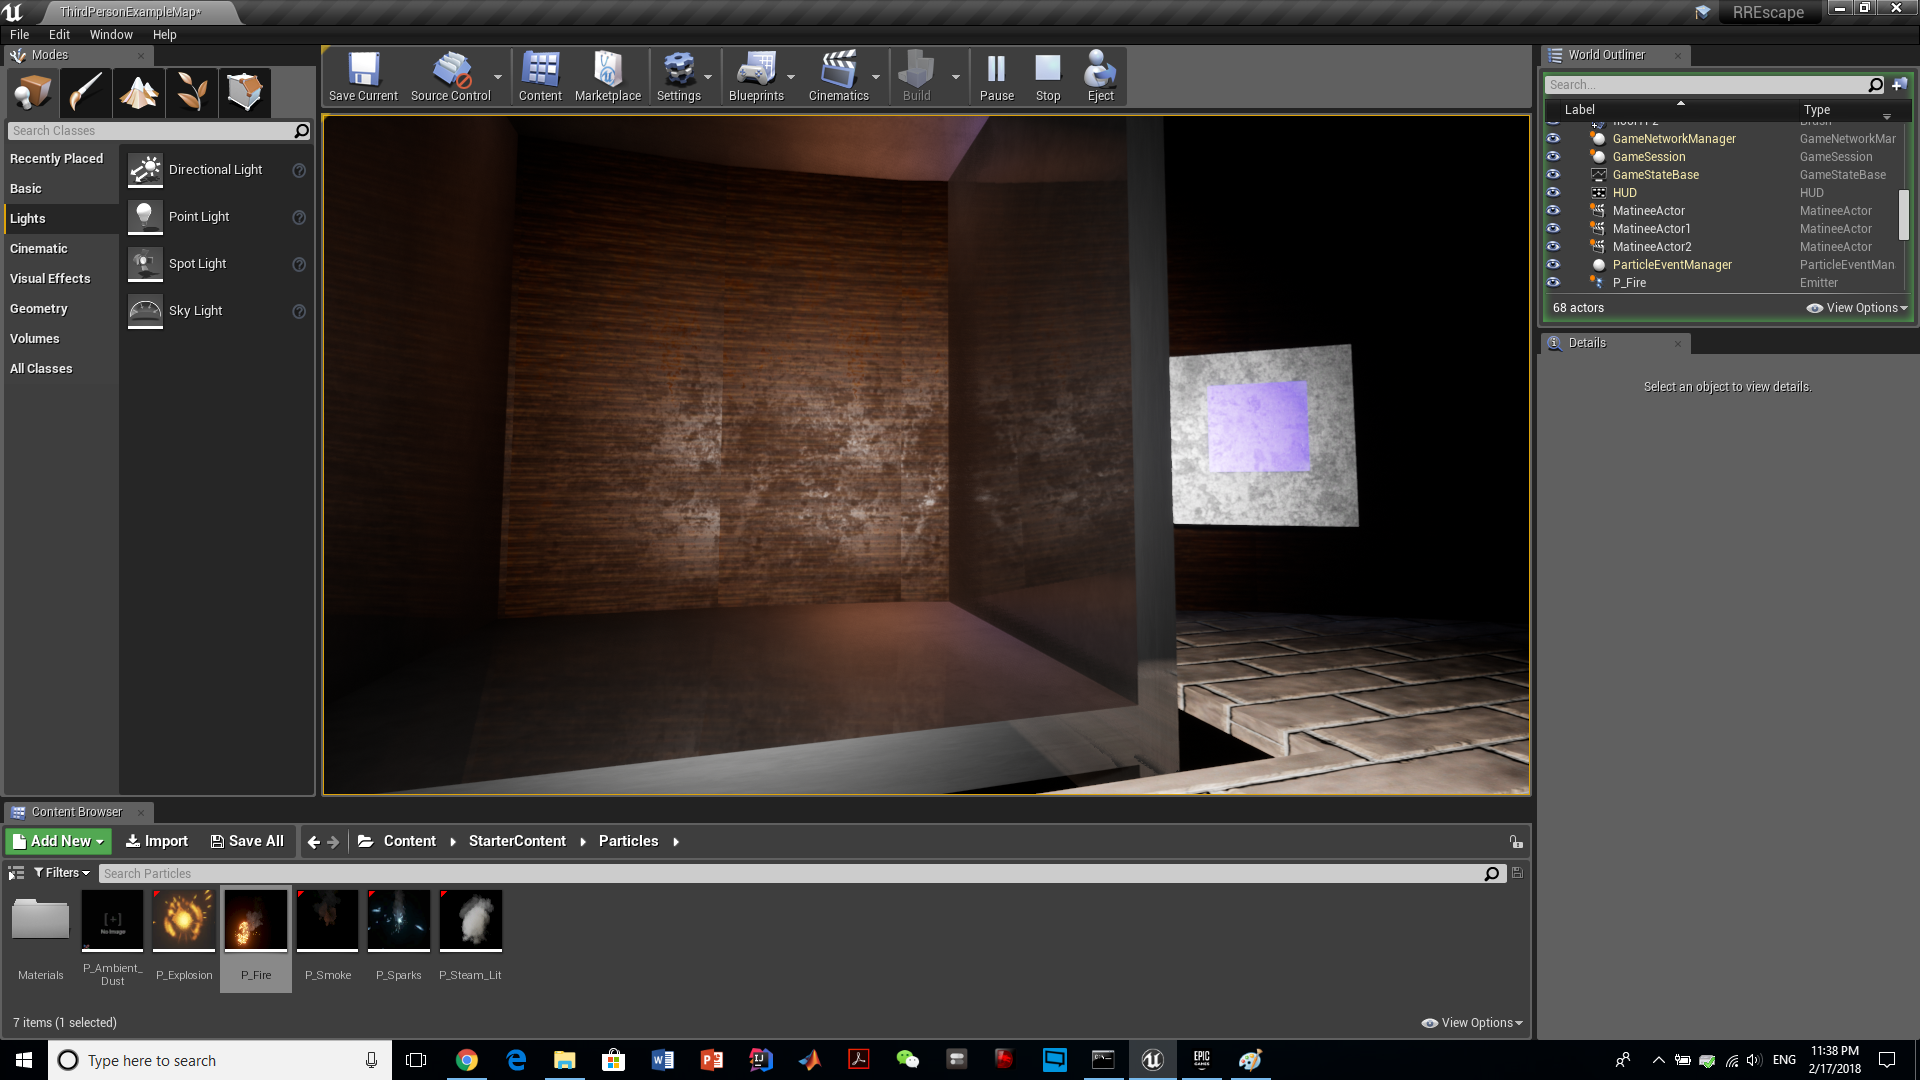 ThirdPersonExampleMap*
RREscape
File Edit Window Help
Modes
Search Classes
Recently Placed
Basic
Lights
Cinematic
Visual Effects
Geometry
Volumes
All Classes
Directional Light
Point Light
Spot Light
Sky Light
Save Current
Source Control
Content
Marketplace
Settings
Blueprints
Cinematics
Build
Pause
Stop
Eject
World Outliner
Search...
Label Type
GameNetworkManager GameNetworkMar
GameSession GameSession
GameStateBase GameStateBase
HUD HUD
MatineeActor MatineeActor
MatineeActor1 MatineeActor
MatineeActor2 MatineeActor
ParticleEventManager ParticleEventMan
P_Fire Emitter
68 actors
View Options
Details
Select an object to view details.
Content Browser
Add New Import Save All Content StarterContent Particles
Filters Search Particles
Materials
P_Ambient_
Dust
P_Explosion
P_Fire
P_Smoke
P_Sparks
P_Steam_Lit
7 items (1 selected)
View Options
Type here to search
ENG
11:38 PM
2/17/2018